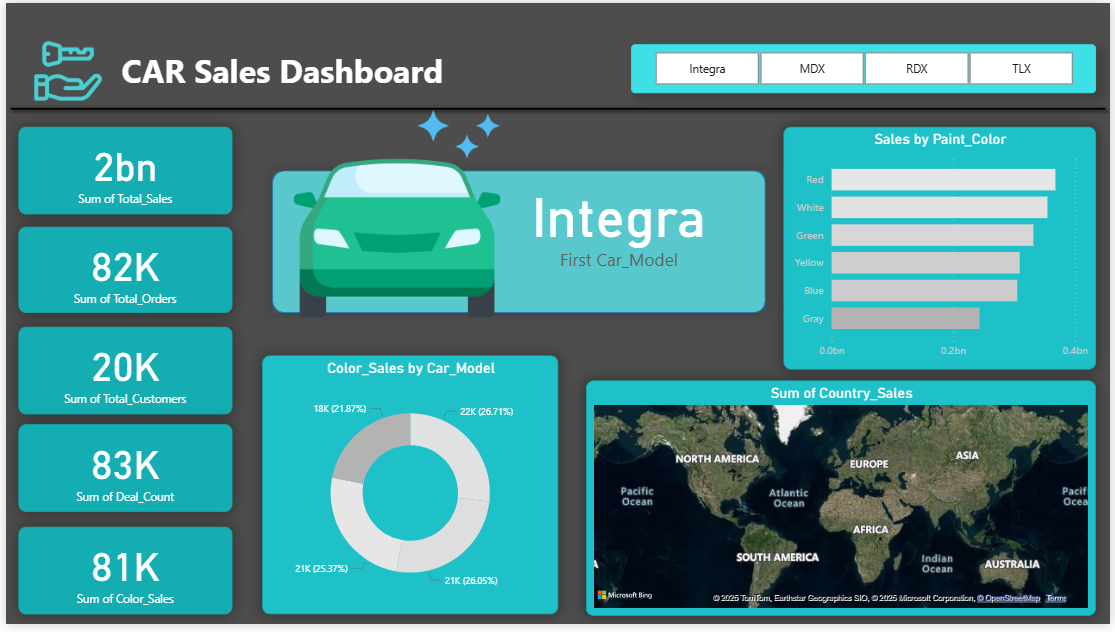 CAR Sales Dashboard
Integra
MDX
RDX
TLX
2bn
Sum of Total_Sales
82K
Sum of Total_Orders
20K
Sum of Total_Customers
83K
Sum of Deal_Count
81K
Sum of Color_Sales
Integra
First Car_Model
Sales by Paint_Color
Red
White
Green
Yellow
Blue
Gray
0.0bn
0.2bn
0.4bn
Color_Sales by Car_Model
18K (21.87%)
22K (26.71%)
21K (25.37%)
21K (26.05%)
Sum of Country_Sales
NORTH AMERICA
EUROPE
ASIA
Pacific
Ocean
Atlantic
Ocean
Pacif
Ocea
AFRICA
SOUTH AMERICA
Indian
Ocean
AUSTRALIA
A
Microsoft Bing
© 2025 TomTom, Earthstar Geographics SIO, © 2025 Microsoft Corporation, © OpenStreetMap Terms